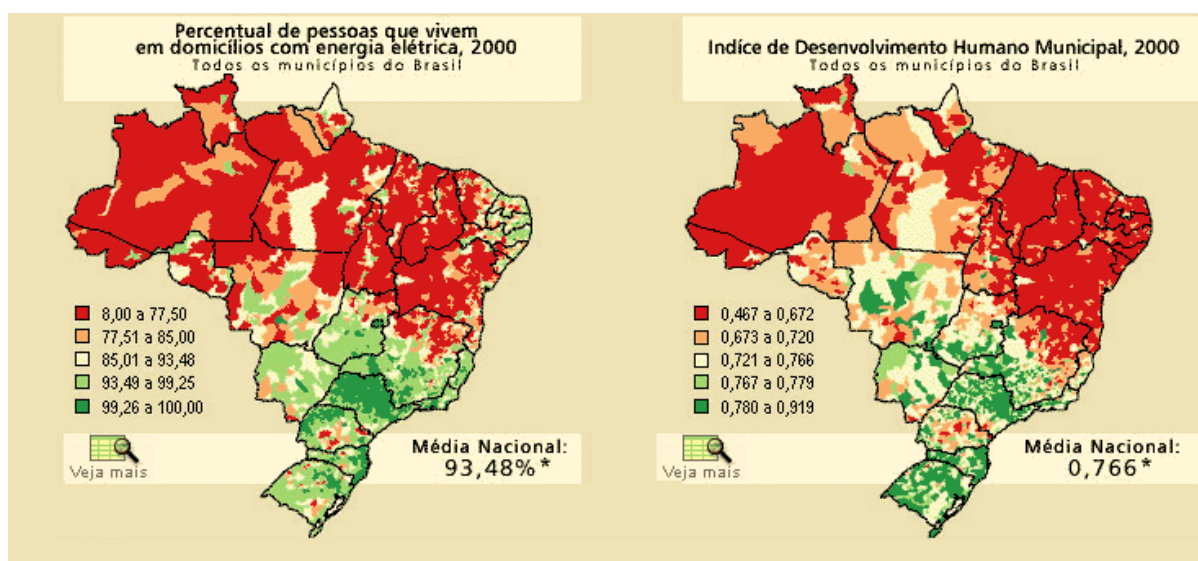 Percentual de pessoas que vivem
em domicílios com energia elétrica, 2000
Todos os municípios do Brasil
8,00 a 77,50
77,51 a 85,00
85,01 a 93,48
93,49 a 99,25
99,26 a 100,00
Veja mais
Média Nacional:
93,48%*
Indíce de Desenvolvimento Humano Municipal, 2000
Todos os municípios do Brasil
0,467 a 0,672
0,673 a 0,720
0,721 a 0,766
0,767 a 0,779
0,780 a 0,919
Veja mais
Média Nacional:
0,766*